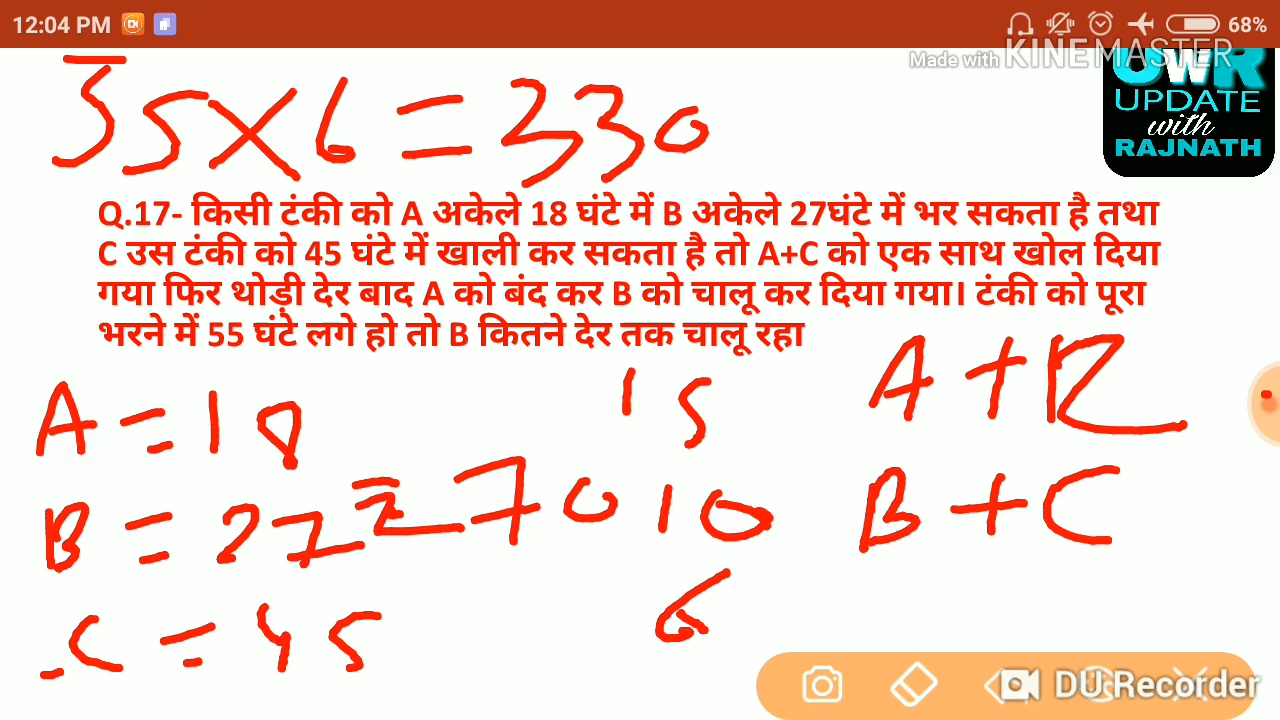 12:04 PM 68%
Made with KINEMASTER
OWR
UPDATE
with
RAJNATH
55×6=330
Q.17- किसी टंकी को A अकेले 18 घंटे में B अकेले 27घंटे में भर सकता है तथा
C उस टंकी को 45 घंटे में खाली कर सकता है तो A+C को एक साथ खोल दिया
गया फिर थोड़ी देर बाद A को बंद कर B को चालू कर दिया गया। टंकी को पूरा
भरने में 55 घंटे लगे हो तो B कितने देर तक चालू रहा
A=18 15 A+
B=27=270 10 B+C
C=45 6
DU Recorder